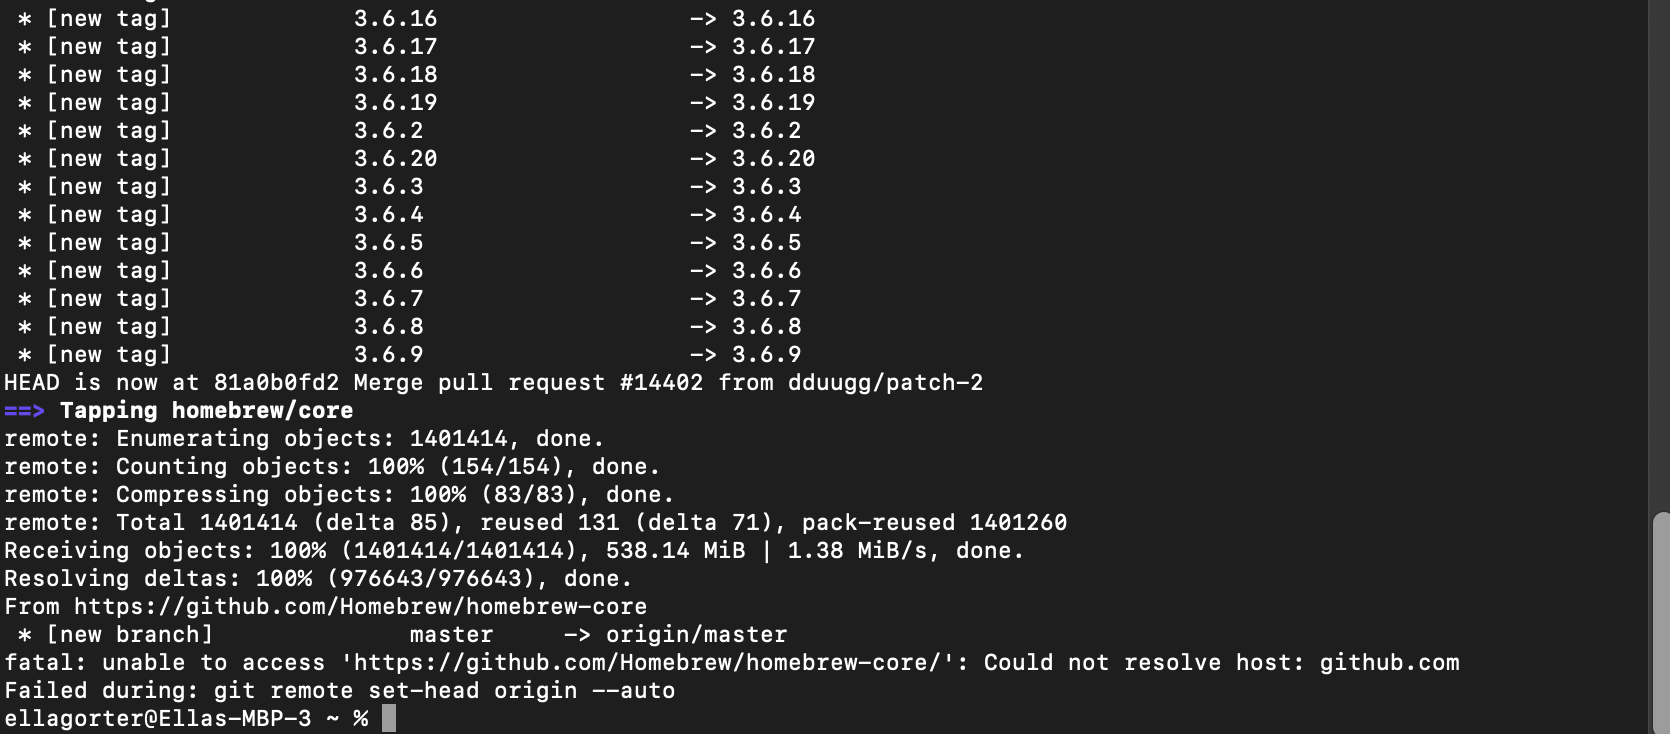 * [new tag] 3.6.16 -> 3.6.16
* [new tag] 3.6.17 -> 3.6.17
* [new tag] 3.6.18 -> 3.6.18
* [new tag] 3.6.19 -> 3.6.19
* [new tag] 3.6.2 -> 3.6.2
* [new tag] 3.6.20 -> 3.6.20
* [new tag] 3.6.3 -> 3.6.3
* [new tag] 3.6.4 -> 3.6.4
* [new tag] 3.6.5 -> 3.6.5
* [new tag] 3.6.6 -> 3.6.6
* [new tag] 3.6.7 -> 3.6.7
* [new tag] 3.6.8 -> 3.6.8
* [new tag] 3.6.9 -> 3.6.9
HEAD is now at 81a0b0fd2 Merge pull request #14402 from dduugg/patch-2
==> Tapping homebrew/core
remote: Enumerating objects: 1401414, done.
remote: Counting objects: 100% (154/154), done.
remote: Compressing objects: 100% (83/83), done.
remote: Total 1401414 (delta 85), reused 131 (delta 71), pack-reused 1401260
Receiving objects: 100% (1401414/1401414), 538.14 MiB | 1.38 MiB/s, done.
Resolving deltas: 100% (976643/976643), done.
From https://github.com/Homebrew/homebrew-core
* [new branch] master -> origin/master
fatal: unable to access 'https://github.com/Homebrew/homebrew-core/': Could not resolve host: github.com
Failed during: git remote set-head origin --auto
ellagorter@Ellas-MBP-3 ~ %